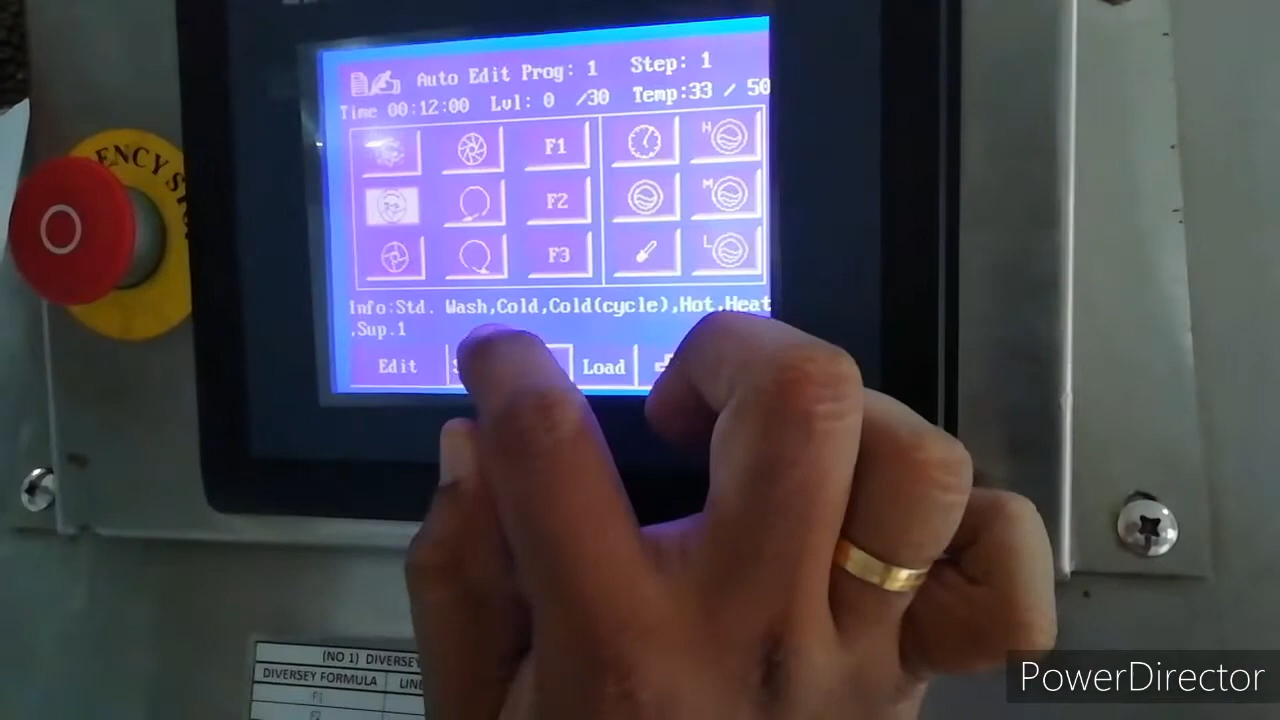 Auto Edit Prog: 1 Step: 1
Time 00:12:00 Lvl: 0 /30 Temp:33 / 50
F1
H
F2
M
F3
L
Info:Std. Wash,Cold,Cold(cycle),Hot,Heat
,Sup.1
Edit
Load
ENCY
(NO 1) DIVERSEY
DIVERSEY FORMULA
PowerDirector